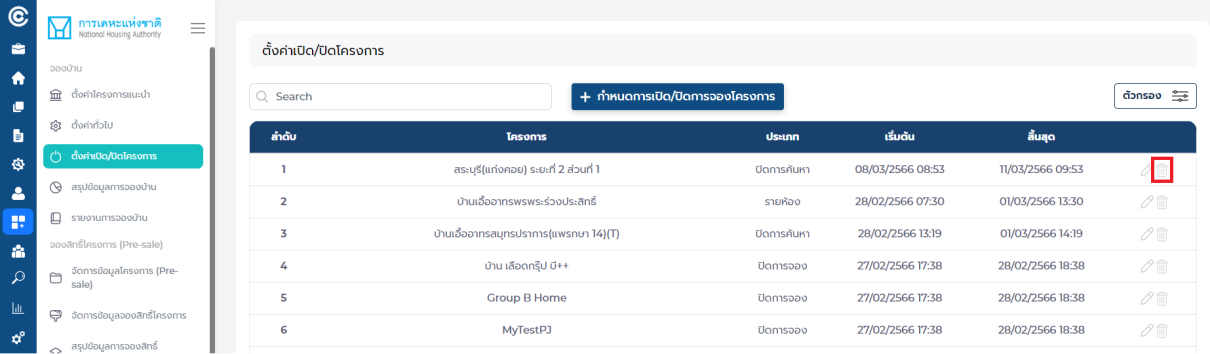 การเคหะแห่งชาติ
National Housing Authority
จองบ้าน
ตั้งค่าโครงการแนะนำ
ตั้งค่าทั่วไป
ตั้งค่าเปิด/ปิดโครงการ
สรุปข้อมูลการจองบ้าน
รายงานการจองบ้าน
จองสิทธิ์โครงการ (Pre-sale)
จัดการข้อมูลโครงการ (Pre-
sale)
จัดการข้อมูลจองสิทธิ์โครงการ
สรุปข้อมูลการจองสิทธิ์
ตั้งค่าเปิด/ปิดโครงการ
Search
+ กำหนดการเปิด/ปิดการจองโครงการ
ตัวกรอง
ลำดับ โครงการ ประเภท เริ่มต้น สิ้นสุด
1 สระบุรี(แก่งคอย) ระยะที่ 2 ส่วนที่ 1 ปิดการค้นหา 08/03/2566 08:53 11/03/2566 09:53
2 บ้านเอื้ออาทรพรพระร่วงประสิทธิ์ รายห้อง 28/02/2566 07:30 01/03/2566 13:30
3 บ้านเอื้ออาทรสมุทรปราการ(แพรกษา 14)(T) ปิดการค้นหา 28/02/2566 13:19 01/03/2566 14:19
4 บ้าน เลือดกรุ๊ป บี++ ปิดการจอง 27/02/2566 17:38 28/02/2566 18:38
5 Group B Home ปิดการจอง 27/02/2566 17:38 28/02/2566 18:38
6 MyTestPJ ปิดการจอง 27/02/2566 17:38 28/02/2566 18:38